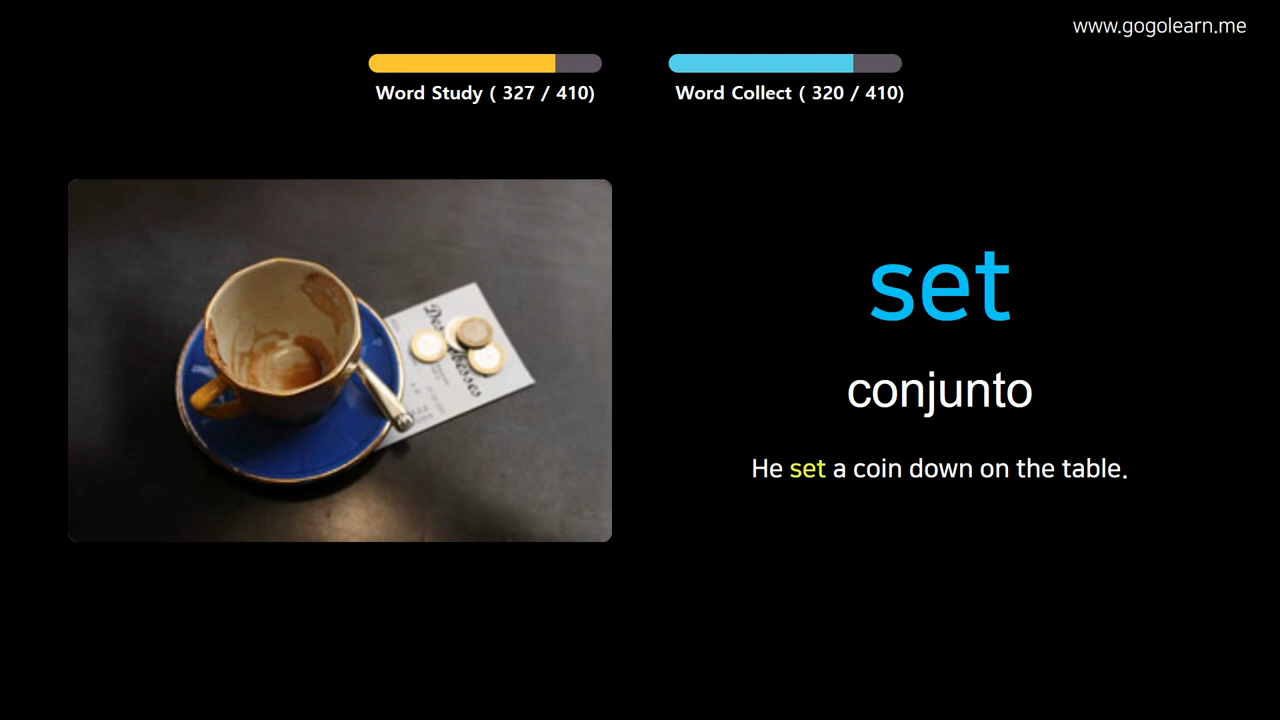 www.gogolearn.me
Word Study ( 327 / 410)
Word Collect ( 320 / 410)
set
conjunto
He set a coin down on the table.